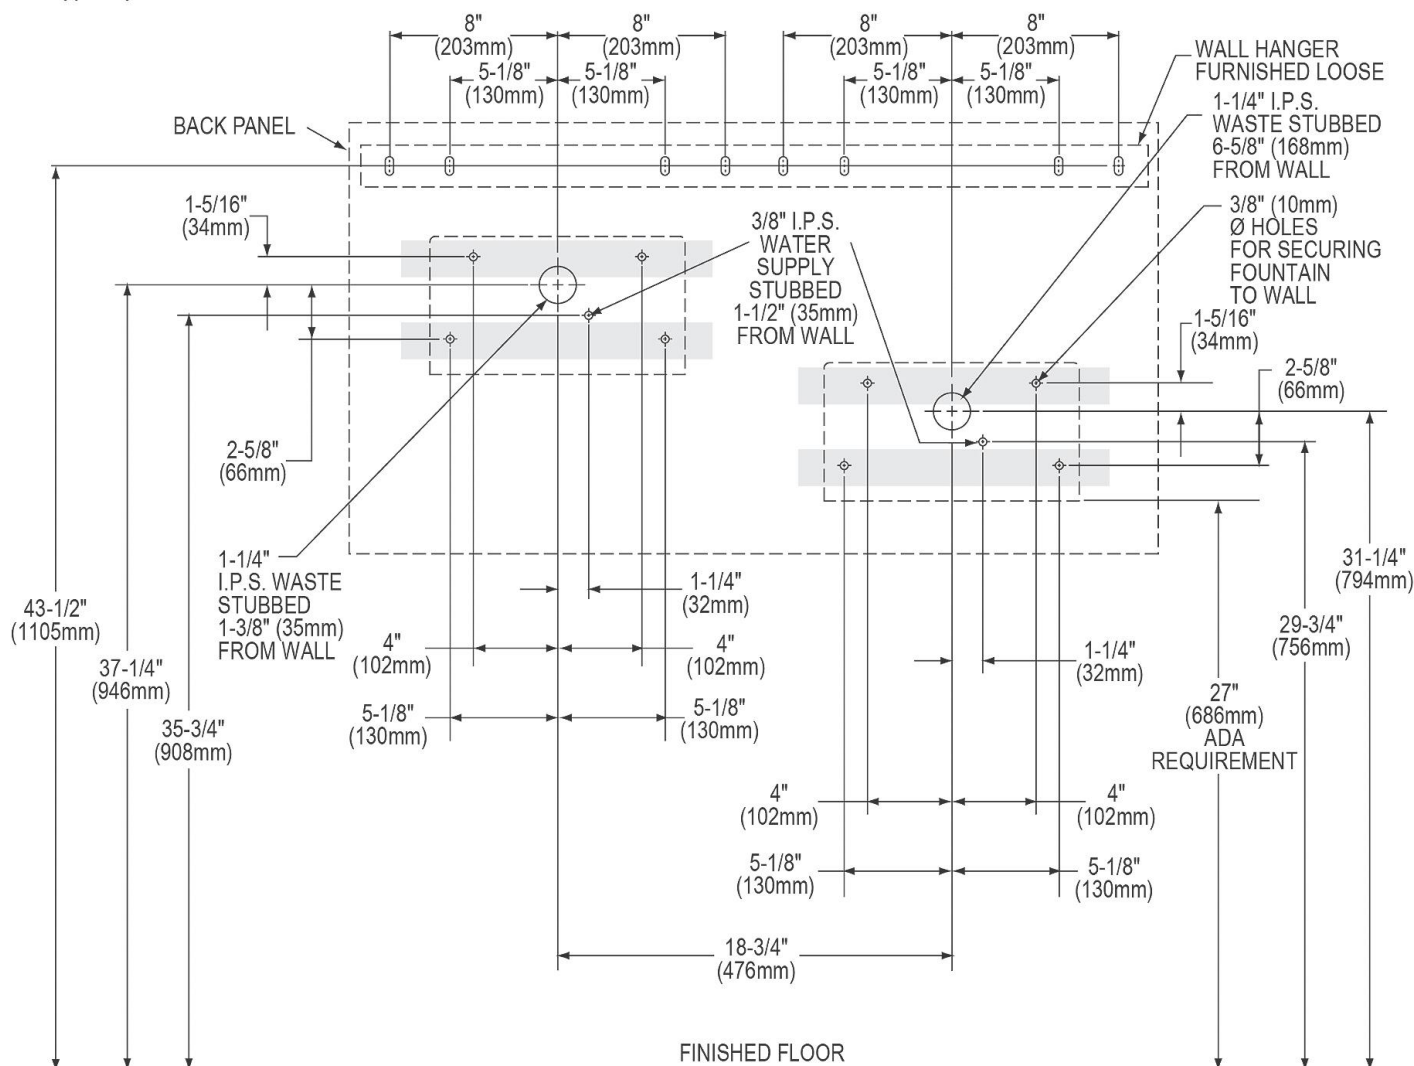 8"
(203mm)
8"
(203mm)
8"
(203mm)
8"
(203mm)
5-1/8"
(130mm)
5-1/8"
(130mm)
5-1/8"
(130mm)
5-1/8"
(130mm)
WALL HANGER
FURNISHED LOOSE
1-1/4" I.P.S.
WASTE STUBBED
6-5/8" (168mm)
FROM WALL
BACK PANEL
1-5/16"
(34mm)
3/8" I.P.S.
WATER
SUPPLY
STUBBED
1-1/2" (35mm)
FROM WALL
3/8" (10mm)
Ø HOLES
FOR SECURING
FOUNTAIN
TO WALL
1-5/16"
(34mm)
2-5/8"
(66mm)
2-5/8"
(66mm)
1-1/4"
I.P.S. WASTE
STUBBED
1-3/8" (35mm)
FROM WALL
1-1/4"
(32mm)
31-1/4"
(794mm)
43-1/2"
(1105mm)
4"
(102mm)
4"
(102mm)
29-3/4"
(756mm)
37-1/4"
(946mm)
1-1/4"
(32mm)
35-3/4"
(908mm)
5-1/8"
(130mm)
5-1/8"
(130mm)
27"
(686mm)
ADA
REQUIREMENT
4"
(102mm)
4"
(102mm)
5-1/8"
(130mm)
5-1/8"
(130mm)
18-3/4"
(476mm)
FINISHED FLOOR